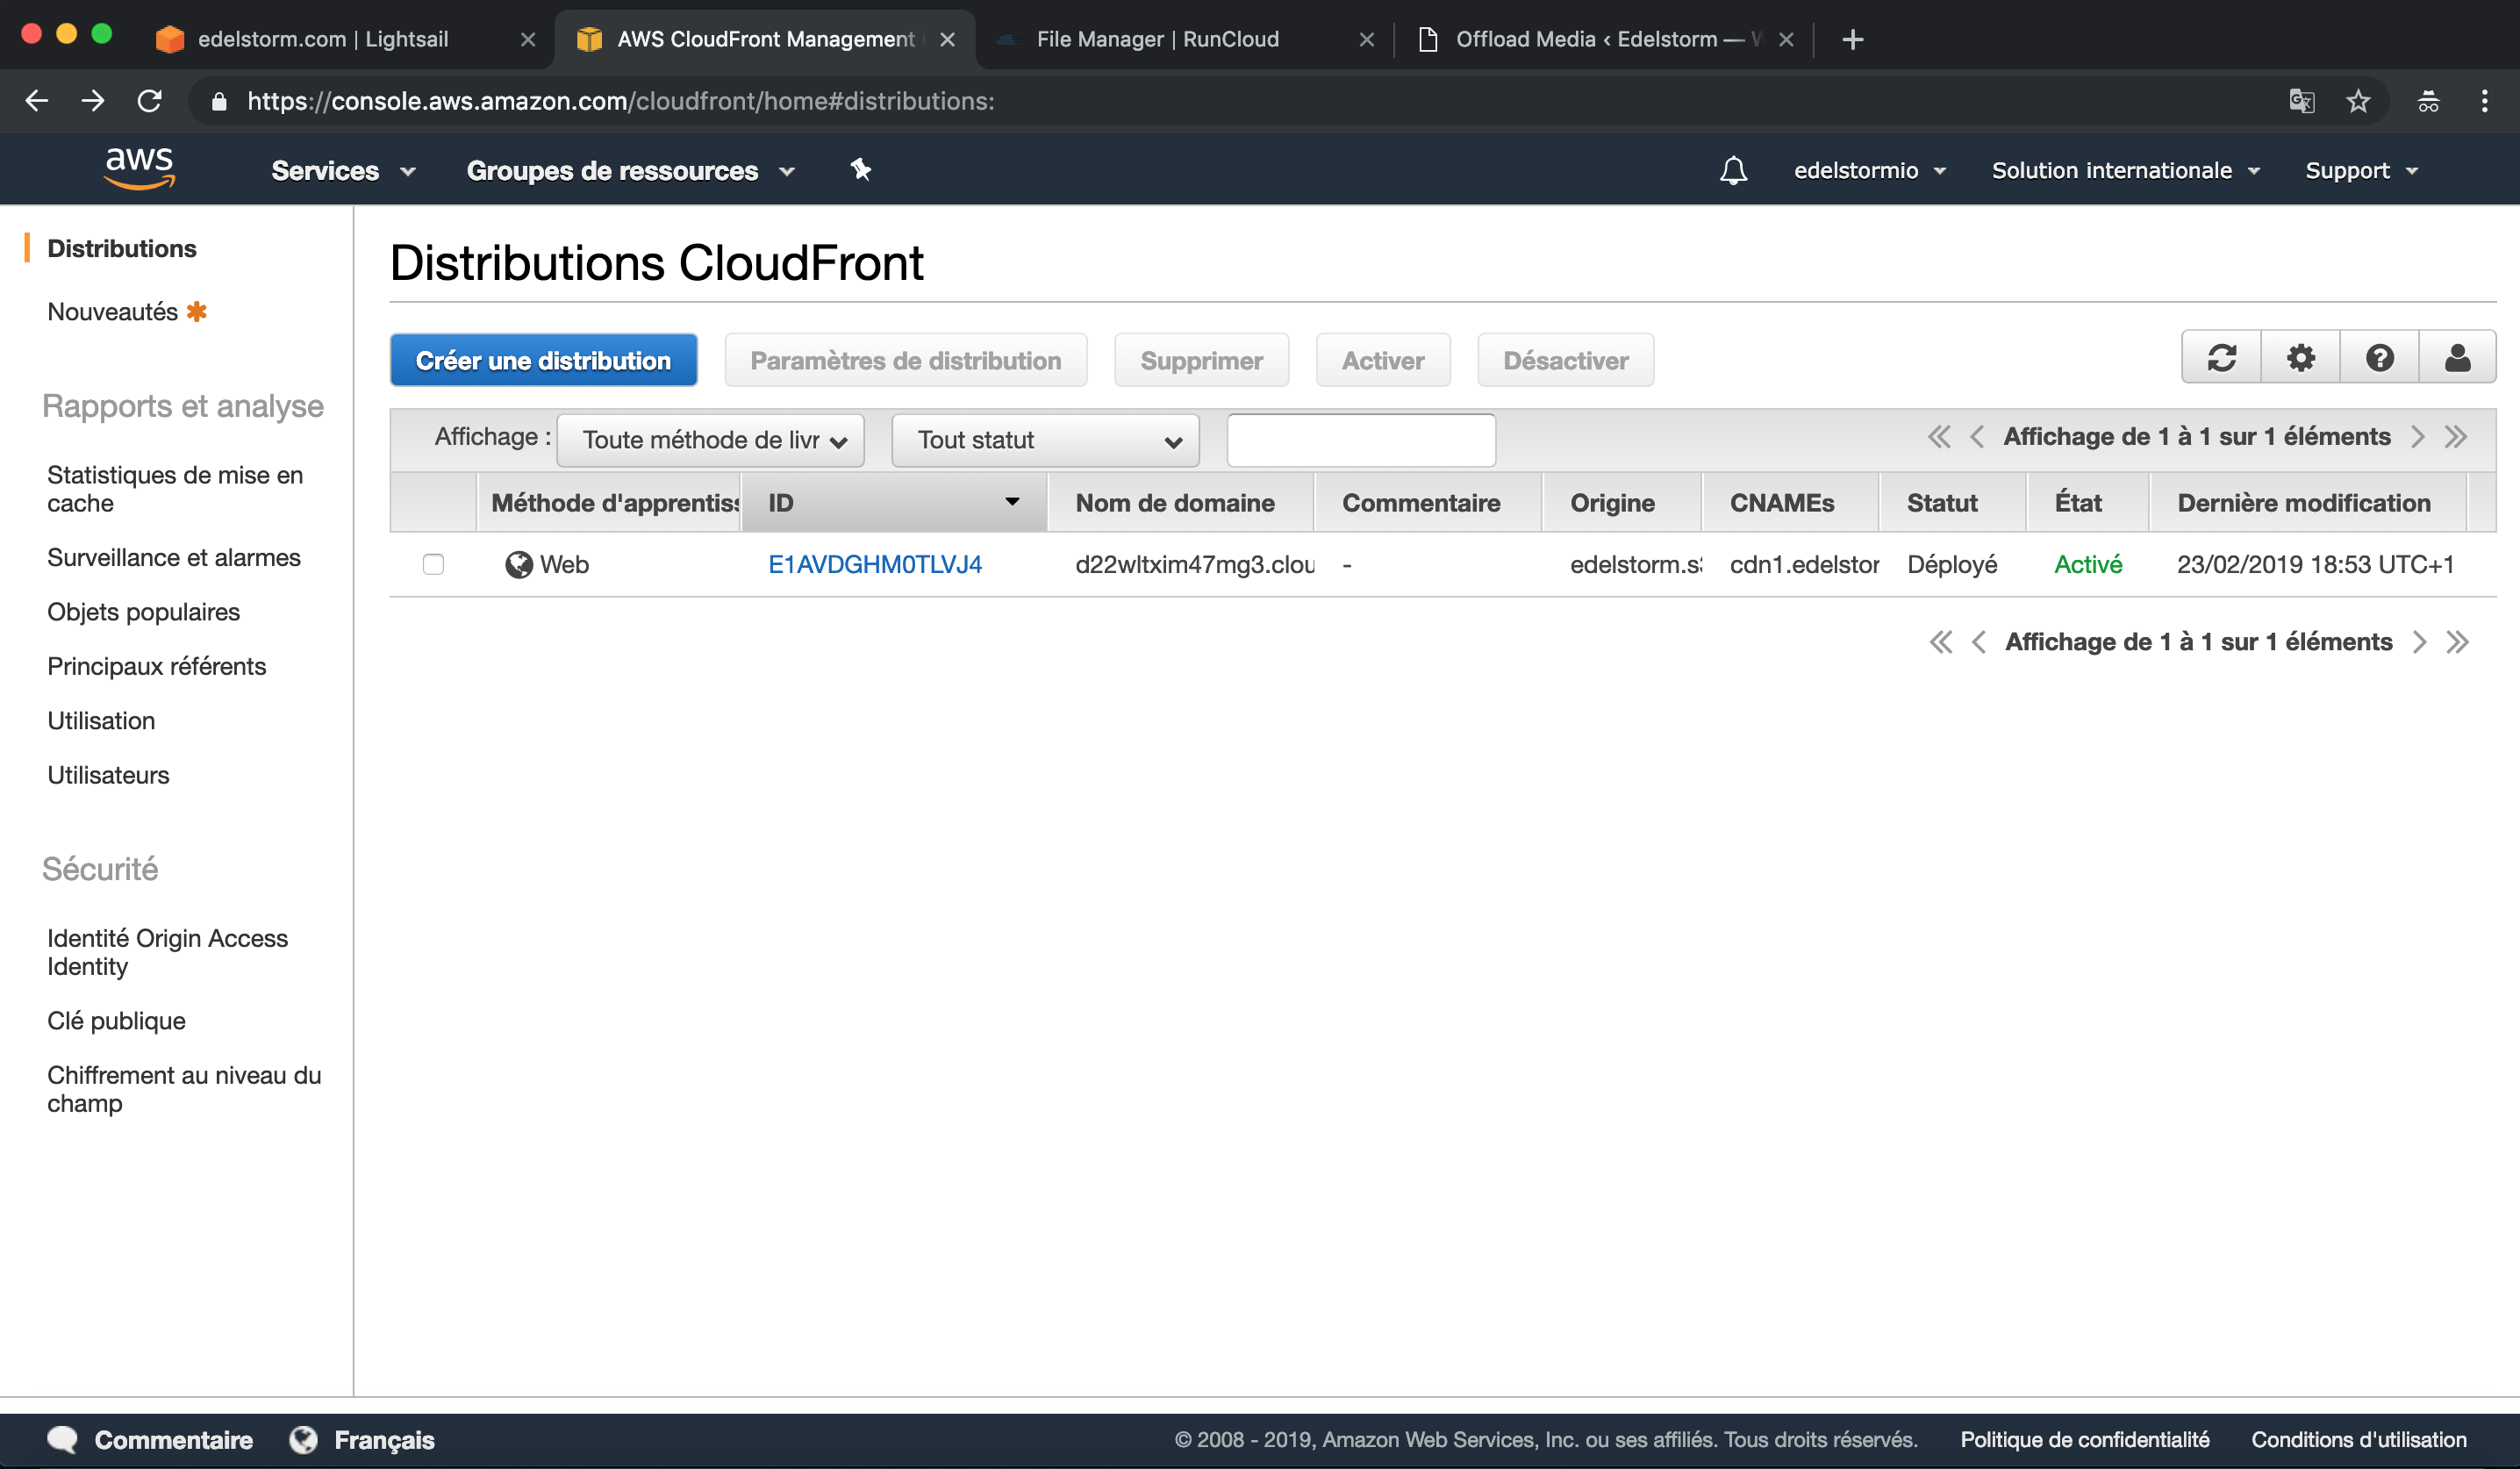 edelstorm.com | Lightsail
AWS CloudFront Management
File Manager | RunCloud
Offload Media ‹ Edelstorm —
https://console.aws.amazon.com/cloudfront/home#distributions:
aws
Services
Groupes de ressources
edelstormio
Solution internationale
Support
Distributions
Nouveautés
Rapports et analyse
Statistiques de mise en
cache
Surveillance et alarmes
Objets populaires
Principaux référents
Utilisation
Utilisateurs
Sécurité
Identité Origin Access
Identity
Clé publique
Chiffrement au niveau du
champ
Distributions CloudFront
Créer une distribution
Paramètres de distribution
Supprimer
Activer
Désactiver
Affichage :
Toute méthode de livr
Tout statut
Affichage de 1 à 1 sur 1 éléments
Méthode d'apprentiss
ID
Nom de domaine
Commentaire
Origine
CNAMEs
Statut
État
Dernière modification
Web
E1AVDGHM0TLVJ4
d22wltxim47mg3.clou
-
edelstorm.s3
cdn1.edelstor
Déployé
Activé
23/02/2019 18:53 UTC+1
Affichage de 1 à 1 sur 1 éléments
Commentaire
Français
© 2008 - 2019, Amazon Web Services, Inc. ou ses affiliés. Tous droits réservés.
Politique de confidentialité
Conditions d'utilisation